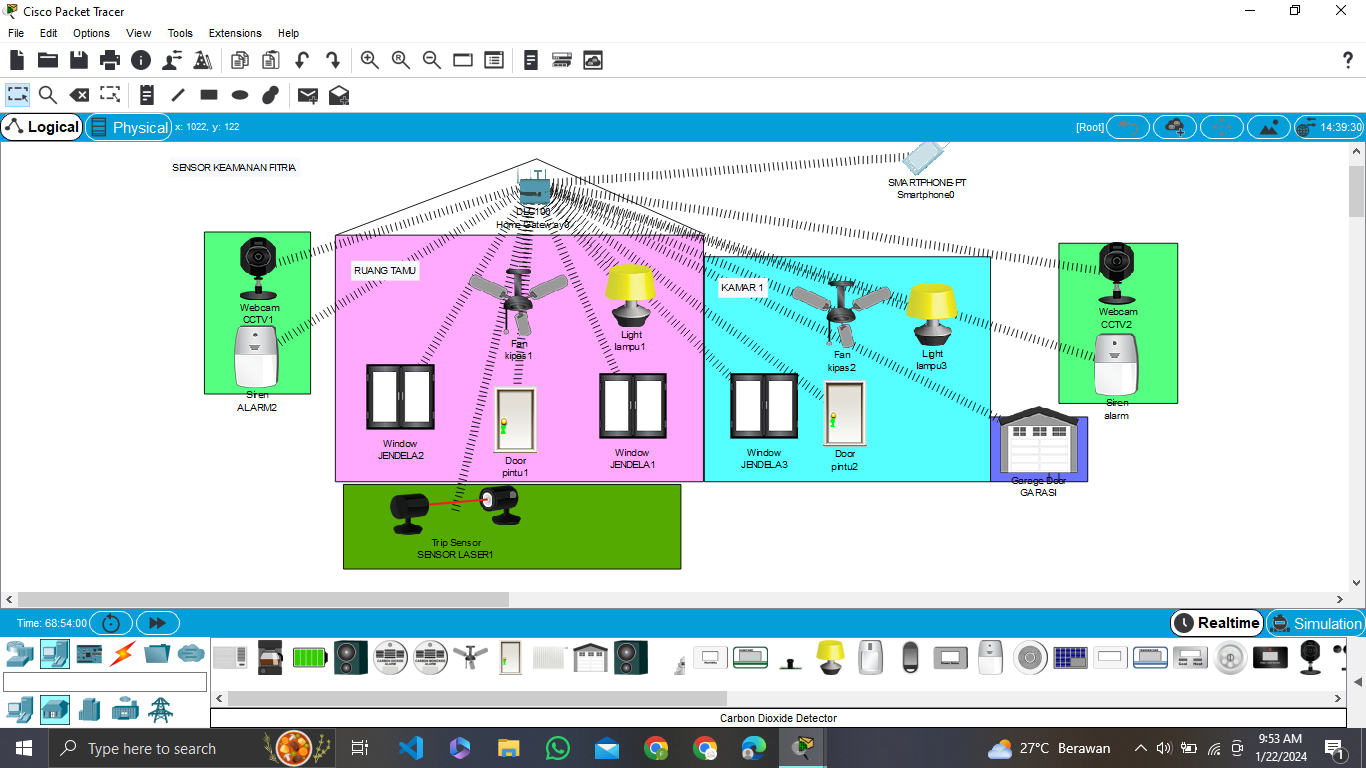 Cisco Packet Tracer
File Edit Options View Tools Extensions Help
Logical
Physical
x: 1022, y: 122
[Root]
14:39:30
SENSOR KEAMANAN FITRIA
SMARTPHONE-PT
Smartphone0
DLC100
Home Gateway0
RUANG TAMU
KAMAR 1
Webcam
CCTV1
Siren
ALARM2
Fan
kipas1
Light
lampu1
Window
JENDELA2
Door
pintu1
Window
JENDELA1
Fan
kipas2
Light
lampu3
Window
JENDELA3
Door
pintu2
Webcam
CCTV2
Siren
alarm
Garage Door
GARASI
Trip Sensor
SENSOR LASER1
Time: 68:54:00
Realtime
Simulation
Carbon Dioxide Detector
Type here to search
27°C Berawan
9:53 AM
1/22/2024
1